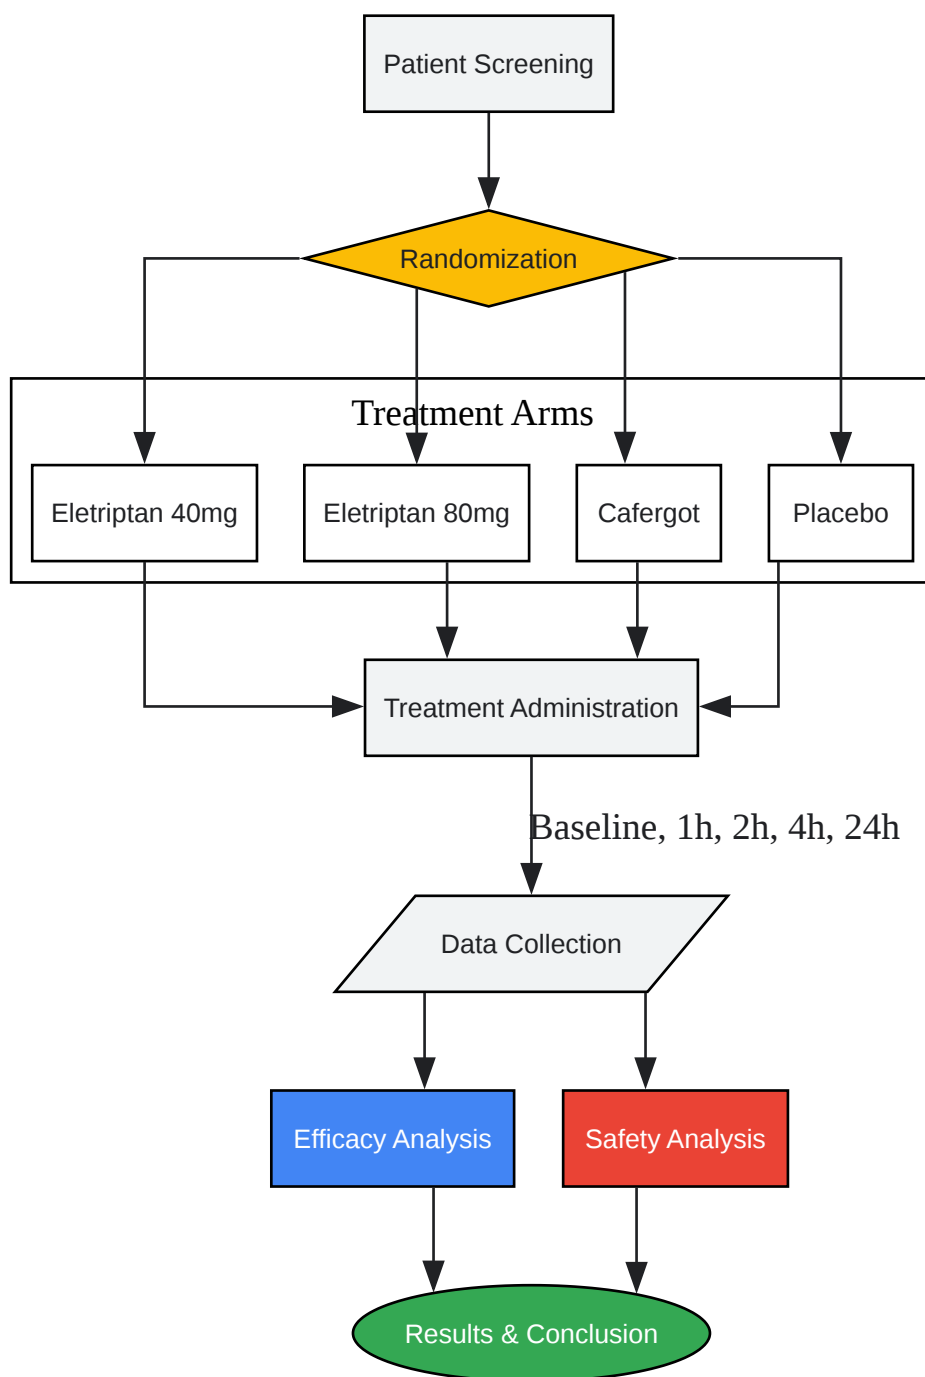 Patient Screening
Randomization
Treatment Arms
Eletriptan 40mg
Eletriptan 80mg
Cafergot
Placebo
Treatment Administration
Baseline, 1h, 2h, 4h, 24h
Data Collection
Efficacy Analysis
Safety Analysis
Results & Conclusion